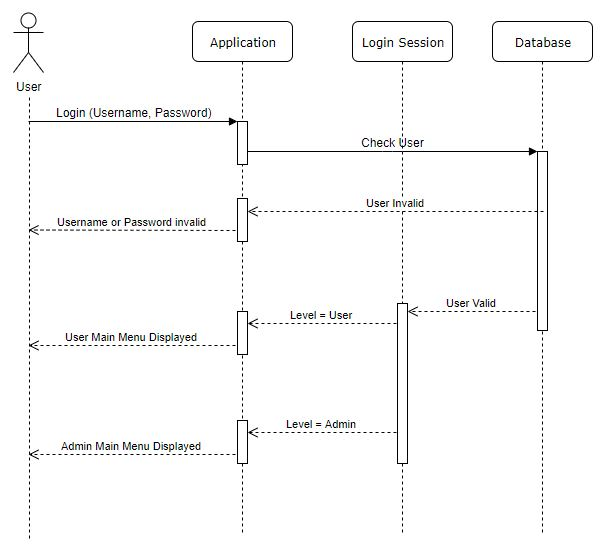 Application
Login Session
Database
User
Login (Username, Password)
Check User
User Invalid
Username or Password invalid
User Valid
Level = User
User Main Menu Displayed
Level = Admin
Admin Main Menu Displayed